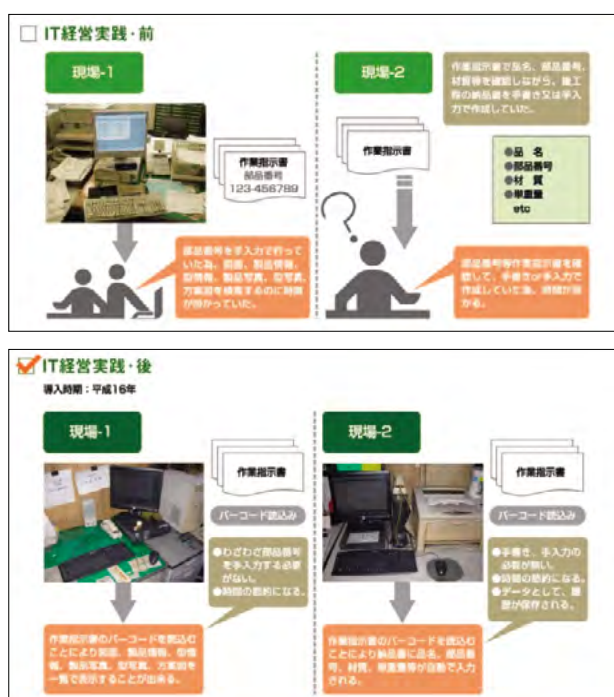 IT経営実践・前
現場-1
作業指示書
部品番号
123-456789
部品番号を手入力で行って
いた為、図面、製品情報、
型情報、製品写真、型写真、
方案図を検索するのに時間
が掛かっていた。
現場-2
作業指示書で品名、部品番号、
材質等を確認しながら、後工
程の納品書を手書き又は手入
力で作成していた。
作業指示書
●品 名
●部品番号
●材 質
●単重量
etc
部品番号等作業指示書を確
認して、手書きor手入力で
作成していた為、時間が掛
かる。
IT経営実践・後
導入時期：平成16年
現場-1
作業指示書
バーコード読込み
●わざわざ部品番号
を手入力する必要
がない。
●時間の節約になる。
作業指示書のバーコードを読込む
ことにより図面、製品情報、型情
報、製品写真、型写真、方案図を
一覧で表示することが出来る。
現場-2
作業指示書
バーコード読込み
●手書き、手入力の
必要が無い。
●時間の節約になる。
●データとして、履
歴が保存される。
作業指示書のバーコードを読込む
ことにより納品書に品名、部品番
号、材質、単重量等が自動で入力
される。